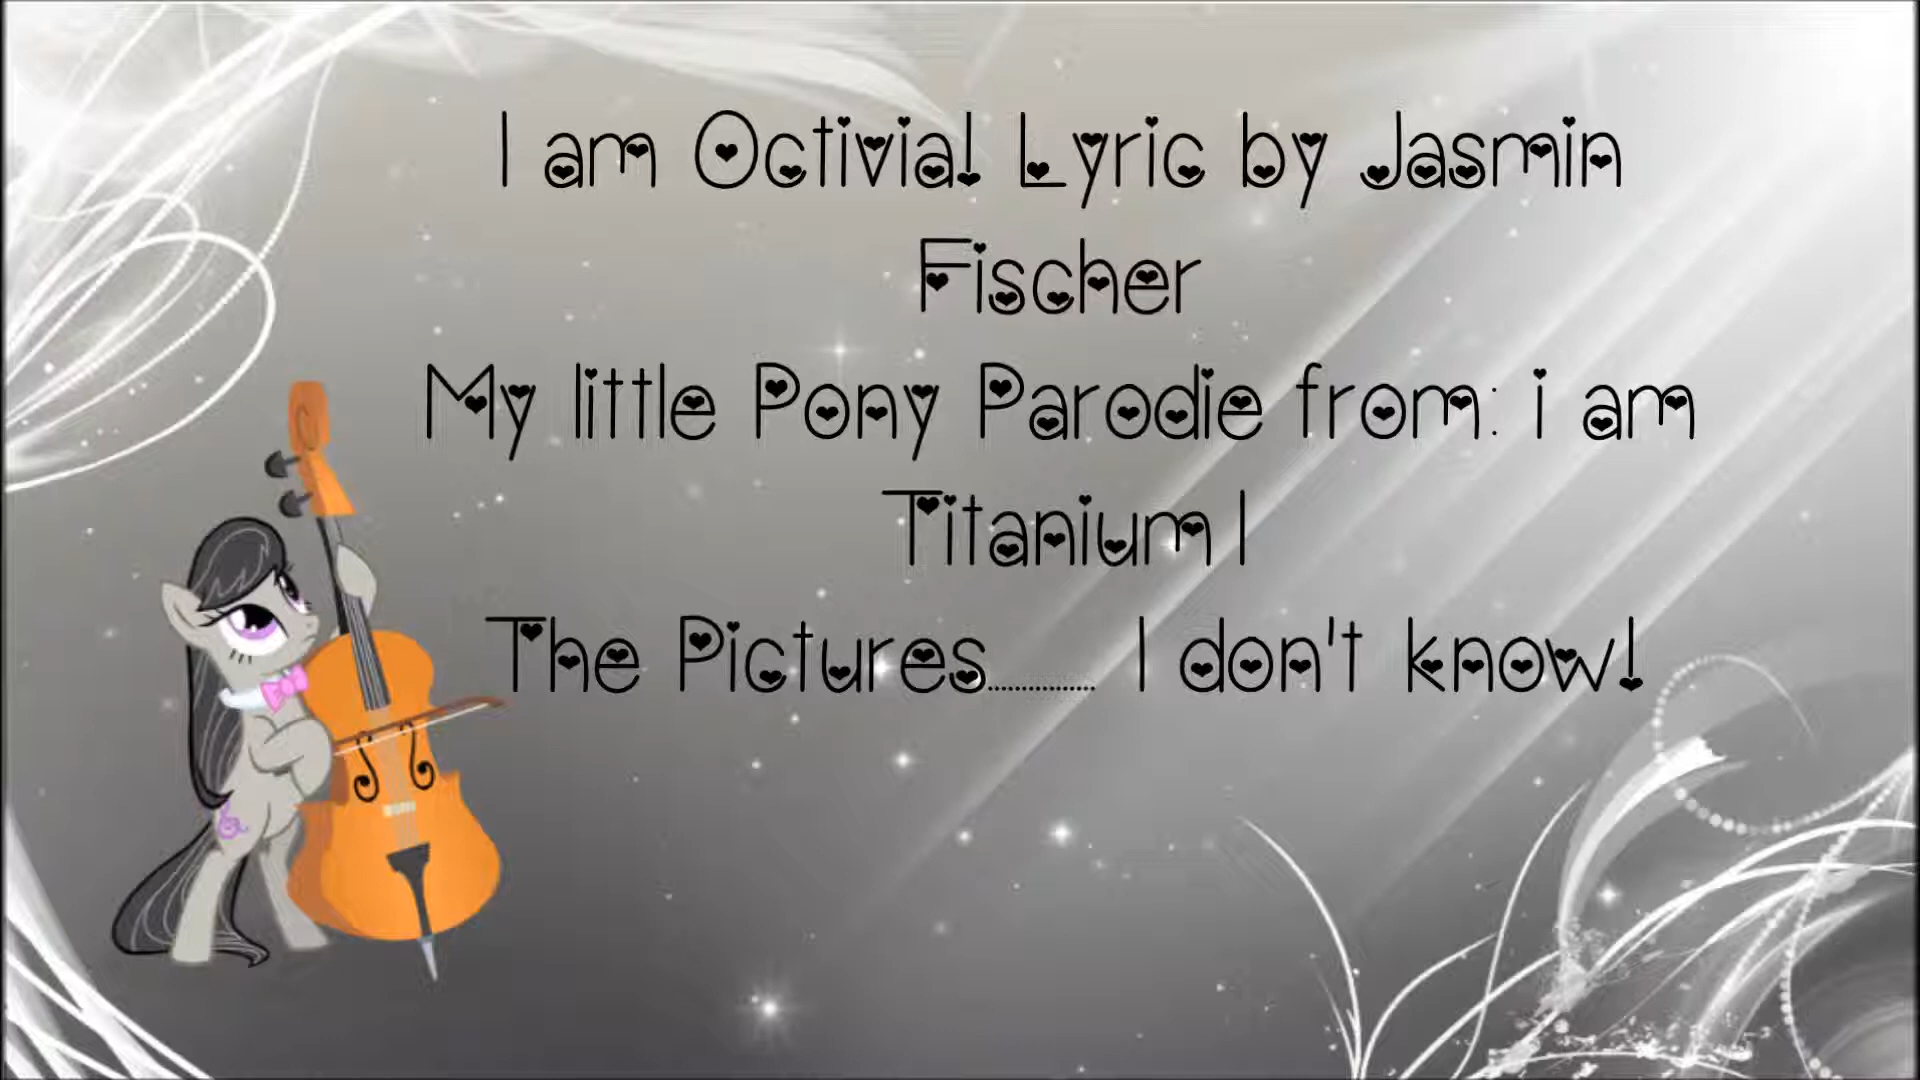 I am Octivia! Lyric by Jasmin
Fischer
My little Pony Parodie from: i am
Titanium |
The Pictures............... I don't know!